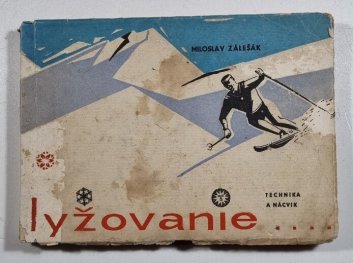 MILOSLAV ZÁLEŠÁK
TECHNIKA
A NÁCVIK
lyžovanie....